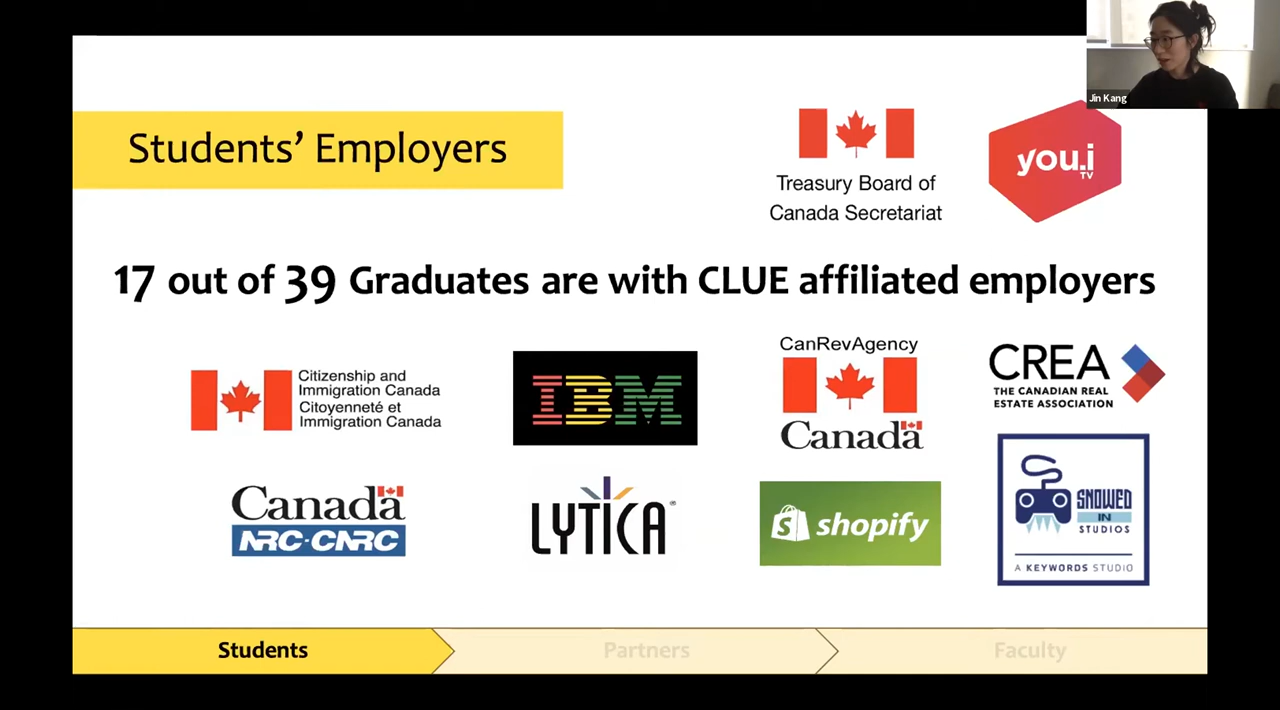 Jin Kang
Students' Employers
Treasury Board of
Canada Secretariat
you.i
TV
17 out of 39 Graduates are with CLUE affiliated employers
Citizenship and
Immigration Canada
Citoyenneté et
Immigration Canada
IBM
CanRevAgency
Canada
CREA
THE CANADIAN REAL
ESTATE ASSOCIATION
Canada
NRC-CNRC
LYTICA®
shopify
SNOWED
IN
STUDIOS
A KEYWORDS STUDIO
Students
Partners
Faculty